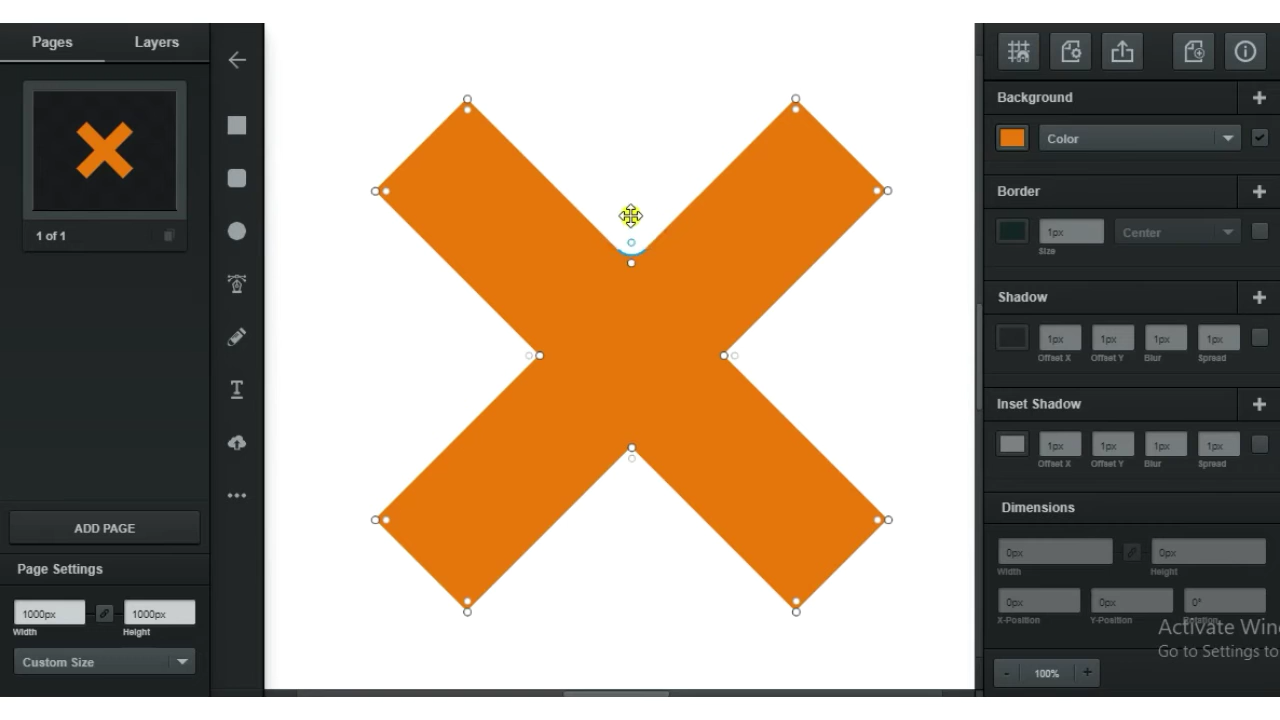 Pages Layers
1 of 1
ADD PAGE
Page Settings
1000px 1000px
Width Height
Custom Size
Background
Color
Border
1px Center
Size
Shadow
1px 1px 1px 1px
Offset X Offset Y Blur Spread
Inset Shadow
1px 1px 1px 1px
Offset X Offset Y Blur Spread
Dimensions
0px 0px
Width Height
0px 0px 0°
X-Position Y-Position Rotation
Activate Win
Go to Settings to
- 100% +